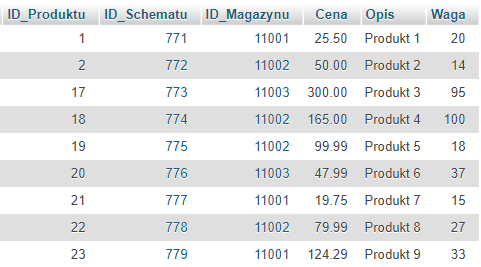 ID_Produktu ID_Schematu ID_Magazynu Cena Opis Waga
1 771 11001 25.50 Produkt 1 20
2 772 11002 50.00 Produkt 2 14
17 773 11003 300.00 Produkt 3 95
18 774 11002 165.00 Produkt 4 100
19 775 11002 99.99 Produkt 5 18
20 776 11003 47.99 Produkt 6 37
21 777 11001 19.75 Produkt 7 15
22 778 11002 79.99 Produkt 8 27
23 779 11001 124.29 Produkt 9 33